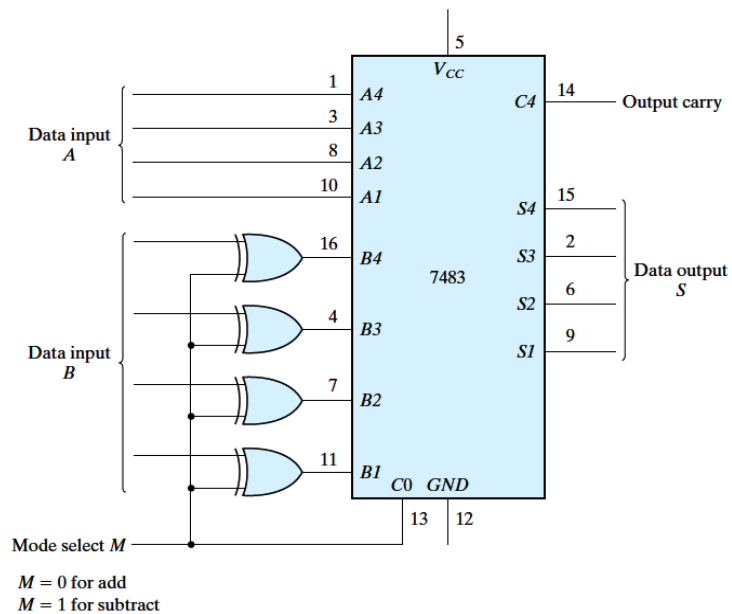 5
V_CC
1
A4
14
C4
Output carry
3
A3
Data input
A
8
A2
10
A1
15
S4
16
B4
2
S3
7483
Data output
S
6
S2
4
B3
9
S1
Data input
B
7
B2
11
B1
C0 GND
13
12
Mode select M
M = 0 for add
M = 1 for subtract